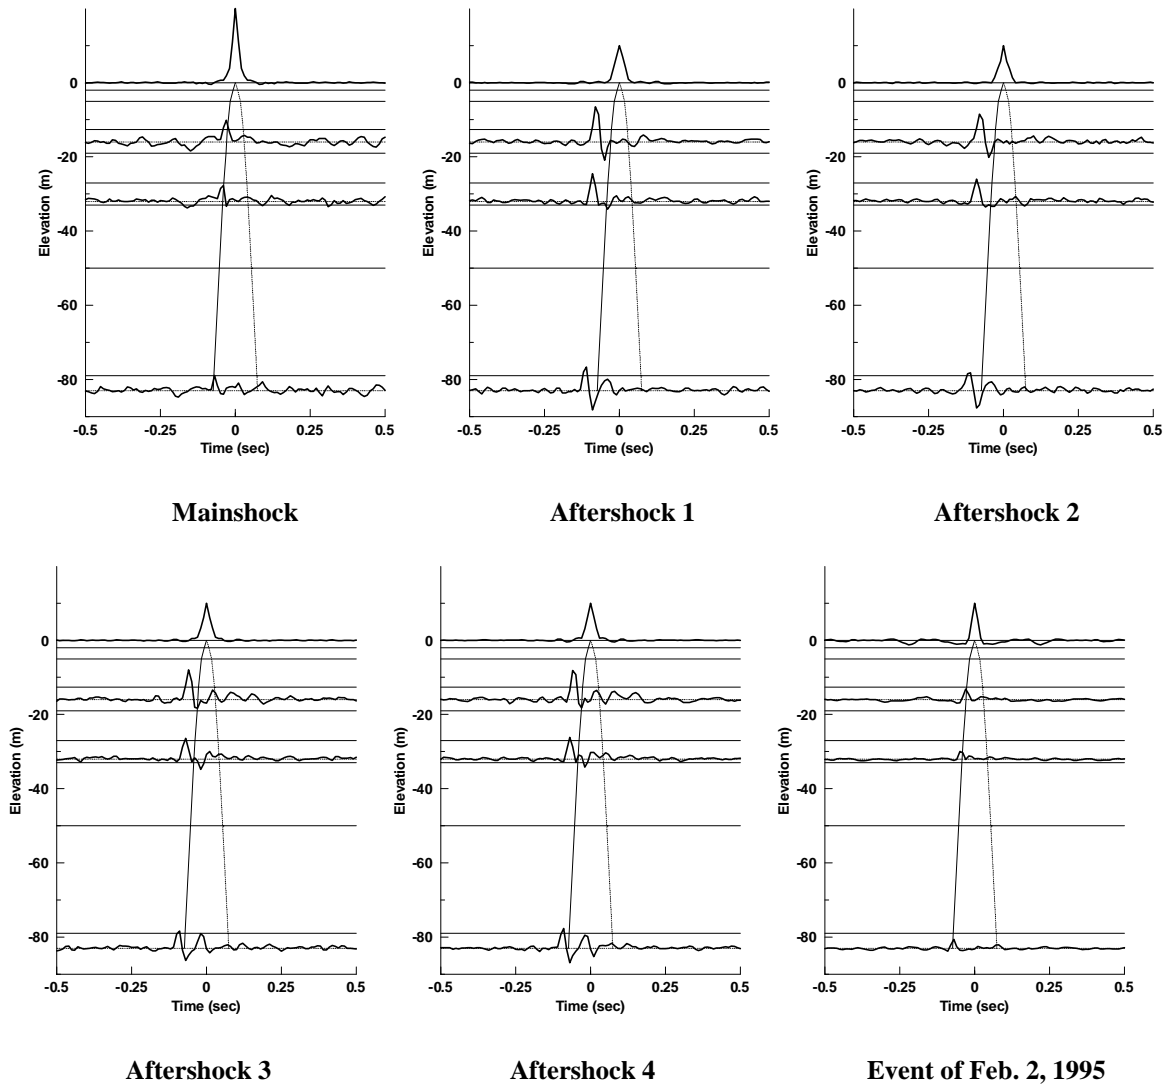 0
-20
-40
-60
-80
Elevation (m)
-0.5 -0.25 0 0.25 0.5
Time (sec)
Mainshock
0
-20
-40
-60
-80
Elevation (m)
-0.5 -0.25 0 0.25 0.5
Time (sec)
Aftershock 1
0
-20
-40
-60
-80
Elevation (m)
-0.5 -0.25 0 0.25 0.5
Time (sec)
Aftershock 2
0
-20
-40
-60
-80
Elevation (m)
-0.5 -0.25 0 0.25 0.5
Time (sec)
Aftershock 3
0
-20
-40
-60
-80
Elevation (m)
-0.5 -0.25 0 0.25 0.5
Time (sec)
Aftershock 4
0
-20
-40
-60
-80
Elevation (m)
-0.5 -0.25 0 0.25 0.5
Time (sec)
Event of Feb. 2, 1995